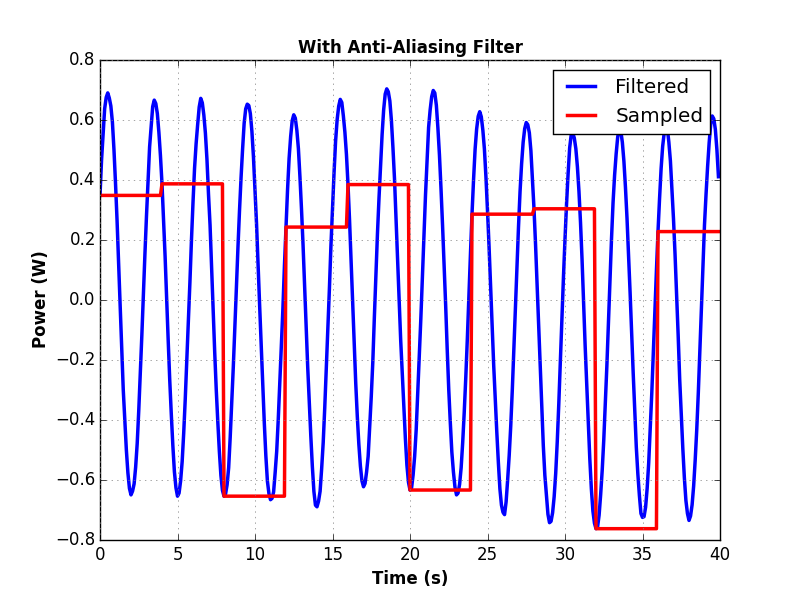 With Anti-Aliasing Filter
Filtered
Sampled
Power (W)
0.8
0.6
0.4
0.2
0.0
−0.2
−0.4
−0.6
−0.8
0 5 10 15 20 25 30 35 40
Time (s)